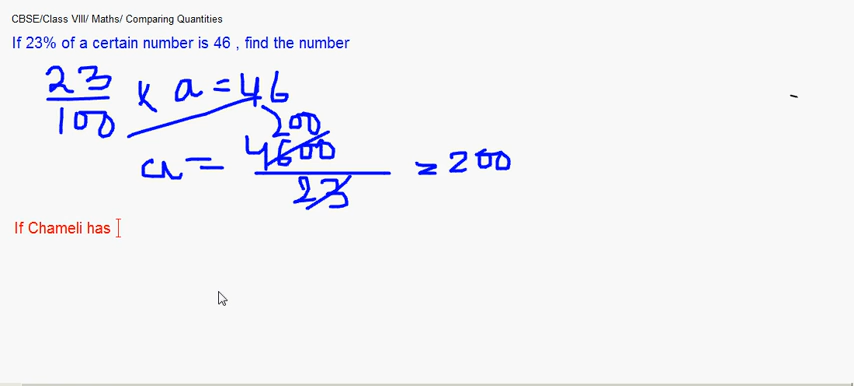 CBSE/Class VIII/ Maths/ Comparing Quantities
If 23% of a certain number is 46 , find the number
23/100 x a = 46
200
a = 4600/23 = 200
If Chameli has